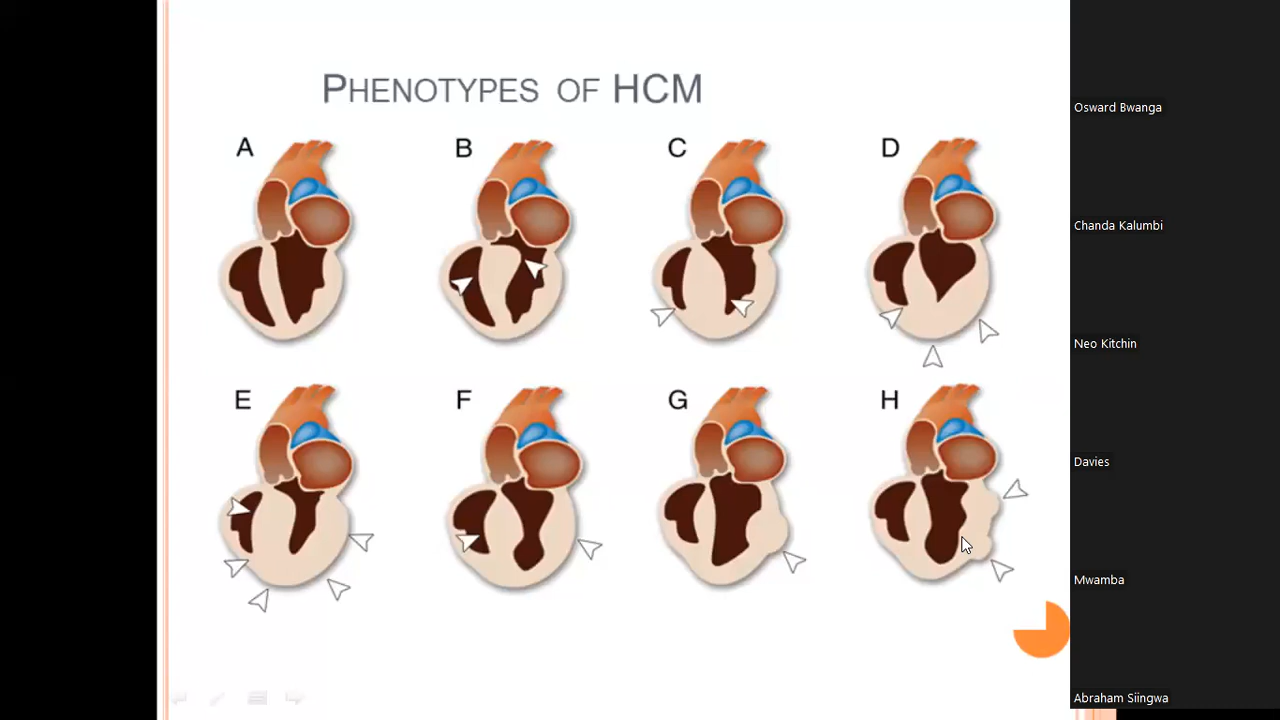 PHENOTYPES OF HCM
A
B
C
D
E
F
G
H
Osward Bwanga
Chanda Kalumbi
Neo Kitchin
Davies
Mwamba
Abraham Siingwa